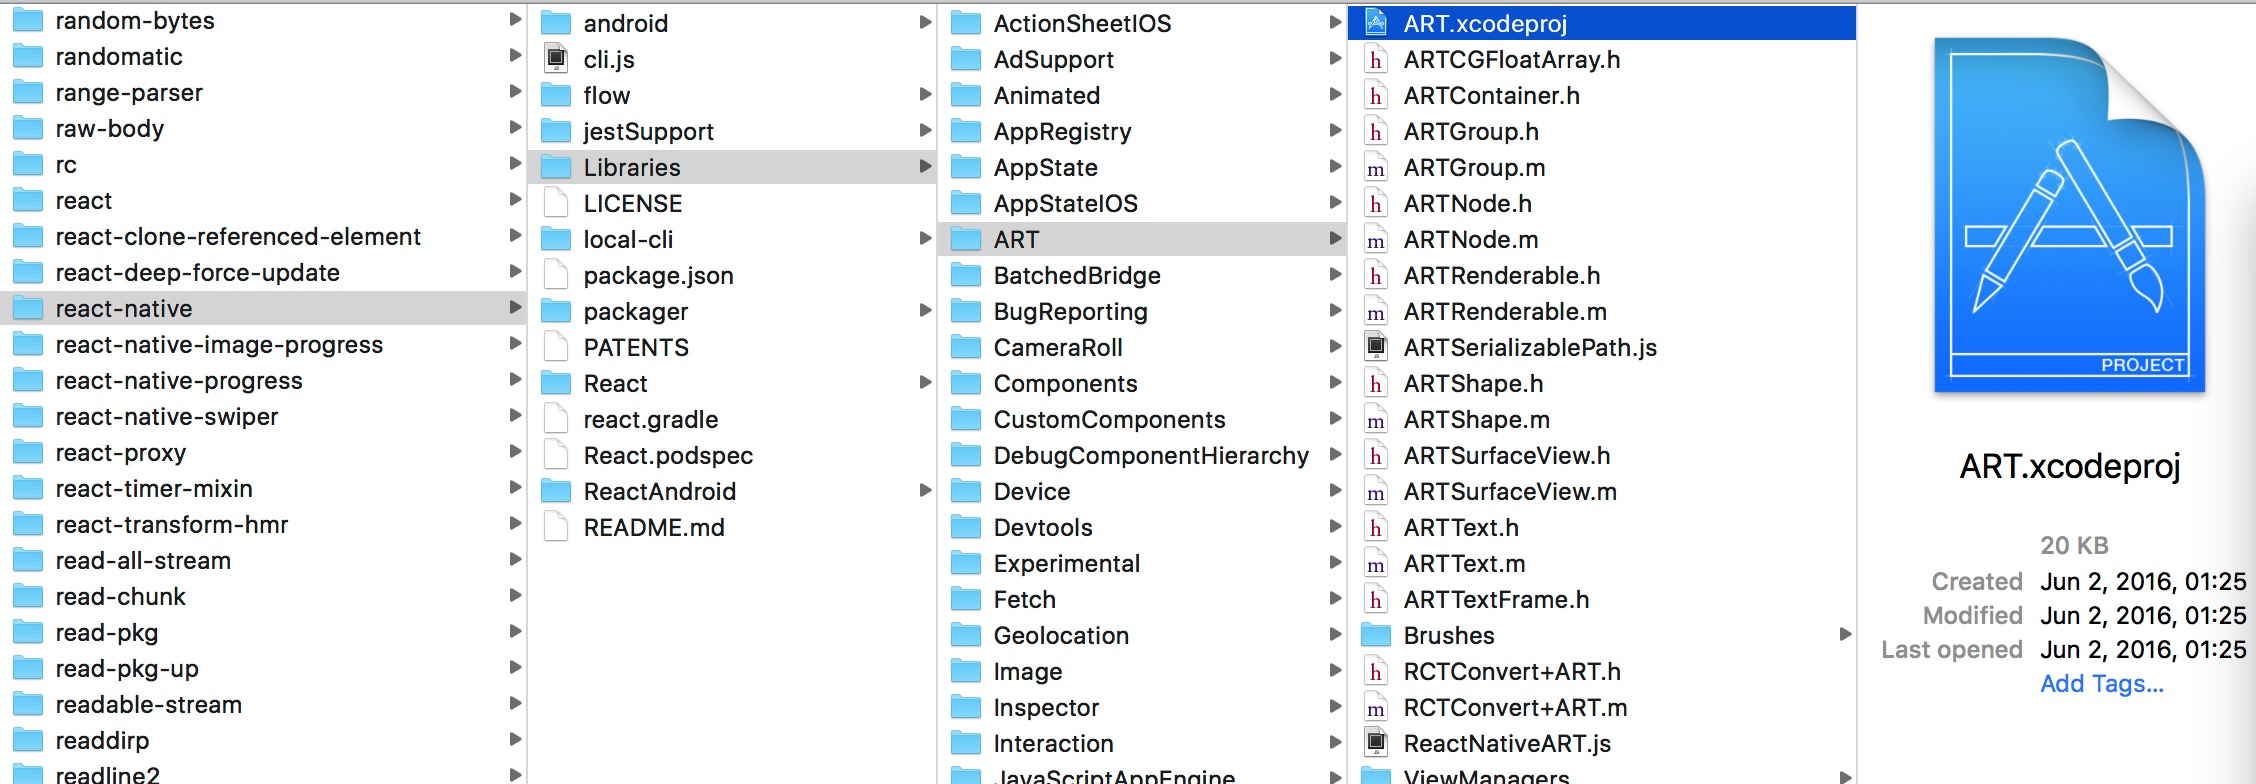 random-bytes
randomatic
range-parser
raw-body
rc
react
react-clone-referenced-element
react-deep-force-update
react-native
react-native-image-progress
react-native-progress
react-native-swiper
react-proxy
react-timer-mixin
react-transform-hmr
read-all-stream
read-chunk
read-pkg
read-pkg-up
readable-stream
readdirp
readline2
android
cli.js
flow
jestSupport
Libraries
LICENSE
local-cli
package.json
packager
PATENTS
React
react.gradle
React.podspec
ReactAndroid
README.md
ActionSheetIOS
AdSupport
Animated
AppRegistry
AppState
AppStateIOS
ART
BatchedBridge
BugReporting
CameraRoll
Components
CustomComponents
DebugComponentHierarchy
Device
Devtools
Experimental
Fetch
Geolocation
Image
Inspector
Interaction
JavaScriptAppEngine
ART.xcodeproj
ARTCGFloatArray.h
ARTContainer.h
ARTGroup.h
ARTGroup.m
ARTNode.h
ARTNode.m
ARTRenderable.h
ARTRenderable.m
ARTSerializablePath.js
ARTShape.h
ARTShape.m
ARTSurfaceView.h
ARTSurfaceView.m
ARTText.h
ARTText.m
ARTTextFrame.h
Brushes
RCTConvert+ART.h
RCTConvert+ART.m
ReactNativeART.js
ViewManagers
PROJECT
ART.xcodeproj
20 KB
Created Jun 2, 2016, 01:25
Modified Jun 2, 2016, 01:25
Last opened Jun 2, 2016, 01:25
Add Tags...